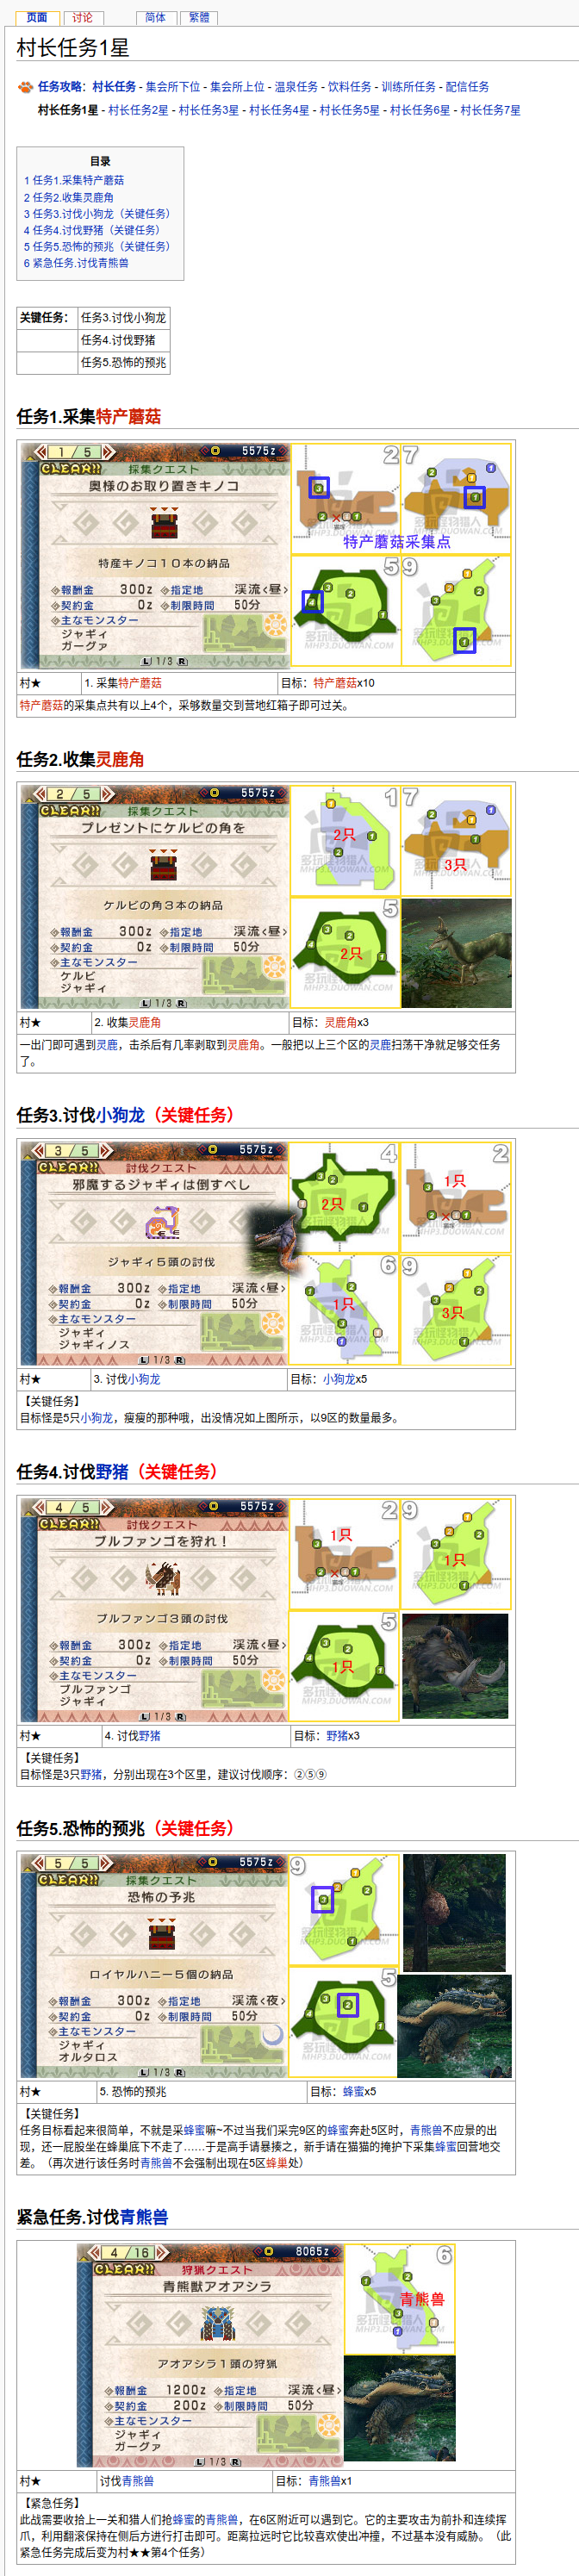 页面 讨论 简体 繁體
村长任务1星
任务攻略：村长任务 - 集会所下位 - 集会所上位 - 温泉任务 - 饮料任务 - 训练所任务 - 配信任务
村长任务1星 - 村长任务2星 - 村长任务3星 - 村长任务4星 - 村长任务5星 - 村长任务6星 - 村长任务7星
目录
1 任务1.采集特产蘑菇
2 任务2.收集灵鹿角
3 任务3.讨伐小狗龙（关键任务）
4 任务4.讨伐野猪（关键任务）
5 任务5.恐怖的预兆（关键任务）
6 紧急任务.讨伐青熊兽
关键任务： 任务3.讨伐小狗龙
任务4.讨伐野猪
任务5.恐怖的预兆
任务1.采集特产蘑菇
1 / 5 5575z
CLEAR!! 採集クエスト
奥様のお取り置きキノコ
特産キノコ１０本の納品
報酬金 300z 指定地 渓流<昼>
契約金 0z 制限時間 50分
主なモンスター
ジャギィ
ガーグァ
L 1/3 R
2 7
特产蘑菇采集点
5 9
多玩怪物猎人
MHP3.DUOWAN.COM
村★ 1. 采集特产蘑菇 目标：特产蘑菇x10
特产蘑菇的采集点共有以上4个，采够数量交到营地红箱子即可过关。
任务2.收集灵鹿角
2 / 5 5575z
CLEAR!! 採集クエスト
プレゼントにケルビの角を
ケルビの角３本の納品
報酬金 300z 指定地 渓流<昼>
契約金 0z 制限時間 50分
主なモンスター
ケルビ
ジャギィ
L 1/3 R
1 7
2只 3只
5
2只
村★ 2. 收集灵鹿角 目标：灵鹿角x3
一出门即可遇到灵鹿，击杀后有几率剥取到灵鹿角。一般把以上三个区的灵鹿扫荡干净就足够交任务
了。
任务3.讨伐小狗龙（关键任务）
3 / 5 5575z
CLEAR!! 討伐クエスト
邪魔するジャギィは倒すべし
ジャギィ５頭の討伐
報酬金 300z 指定地 渓流<昼>
契約金 0z 制限時間 50分
主なモンスター
ジャギィ
ジャギィノス
L 1/3 R
4 2
2只 1只
6 9
1只 3只
村★ 3. 讨伐小狗龙 目标：小狗龙x5
【关键任务】
目标怪是5只小狗龙，瘦瘦的那种哦，出没情况如上图所示，以9区的数量最多。
任务4.讨伐野猪（关键任务）
4 / 5 5575z
CLEAR!! 討伐クエスト
ブルファンゴを狩れ！
ブルファンゴ３頭の討伐
報酬金 300z 指定地 渓流<昼>
契約金 0z 制限時間 50分
主なモンスター
ブルファンゴ
ジャギィ
L 1/3 R
2 9
1只 1只
5
1只
村★ 4. 讨伐野猪 目标：野猪x3
【关键任务】
目标怪是3只野猪，分别出现在3个区里，建议讨伐顺序：②⑤⑨
任务5.恐怖的预兆（关键任务）
5 / 5 5575z
CLEAR!! 採集クエスト
恐怖の予兆
ロイヤルハニー５個の納品
報酬金 300z 指定地 渓流<夜>
契約金 0z 制限時間 50分
主なモンスター
ジャギィ
オルタロス
L 1/3 R
9
5
村★ 5. 恐怖的预兆 目标：蜂蜜x5
【关键任务】
任务目标看起来很简单，不就是采蜂蜜嘛~不过当我们采完9区的蜂蜜奔赴5区时，青熊兽不应景的出
现，还一屁股坐在蜂巢底下不走了……于是高手请暴揍之，新手请在猫猫的掩护下采集蜂蜜回营地交
差。（再次进行该任务时青熊兽不会强制出现在5区蜂巢处）
紧急任务.讨伐青熊兽
4 / 16 8065z
CLEAR!! 狩猟クエスト
青熊獣アオアシラ
アオアシラ１頭の狩猟
報酬金 1200z 指定地 渓流<昼>
契約金 200z 制限時間 50分
主なモンスター
ジャギィ
ガーグァ
L 1/3 R
6
青熊兽
村★ 讨伐青熊兽 目标：青熊兽x1
【紧急任务】
此战需要收拾上一关和猎人们抢蜂蜜的青熊兽，在6区附近可以遇到它。它的主要攻击为前扑和连续挥
爪，利用翻滚保持在侧后方进行打击即可。距离拉远时它比较喜欢使出冲撞，不过基本没有威胁。（此
紧急任务完成后变为村★★第4个任务）